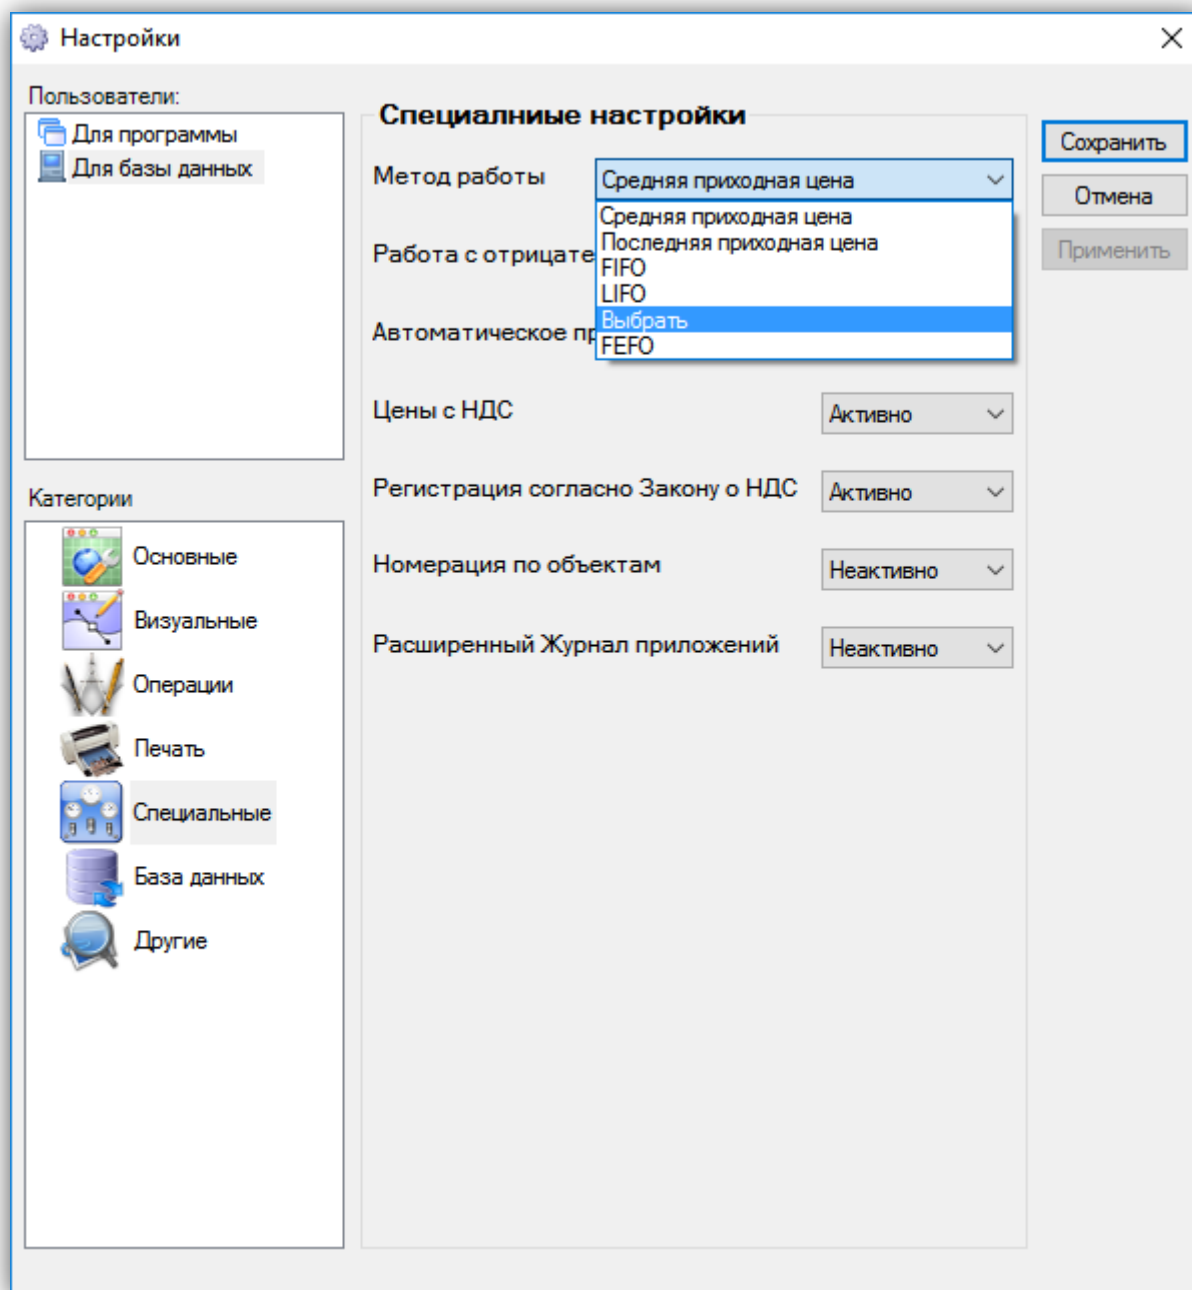 Настройки
Пользователи:
Для программы
Для базы данных
Категории
Основные
Визуальные
Операции
Печать
Специальные
База данных
Другие
Специалниые настройки
Метод работы
Средняя приходная цена
Средняя приходная цена
Последняя приходная цена
FIFO
LIFO
Выбрать
FEFO
Работа с отрицате
Автоматическое пр
Цены с НДС Активно
Регистрация согласно Закону о НДС Активно
Номерация по объектам Неактивно
Расширенный Журнал приложений Неактивно
Сохранить
Отмена
Применить